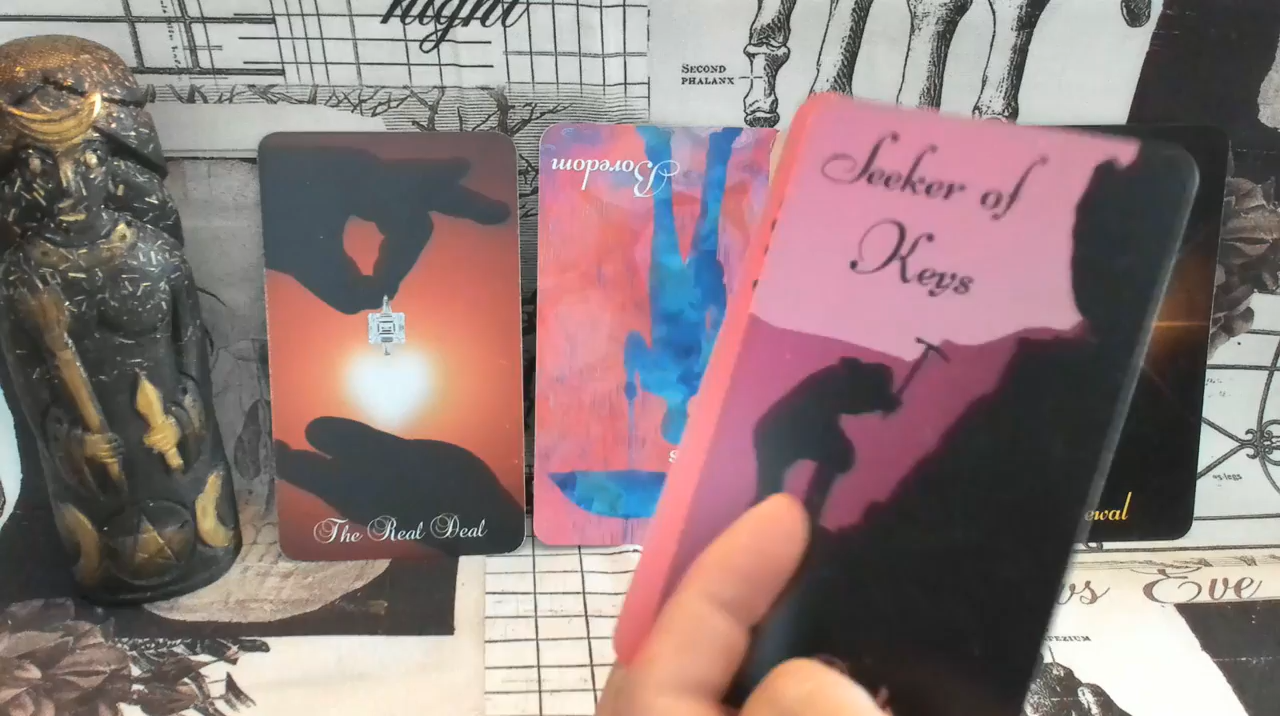 night
SECOND
PHALANX
Boredom
Seeker of
Keys
The Real Deal
ewal
Eve